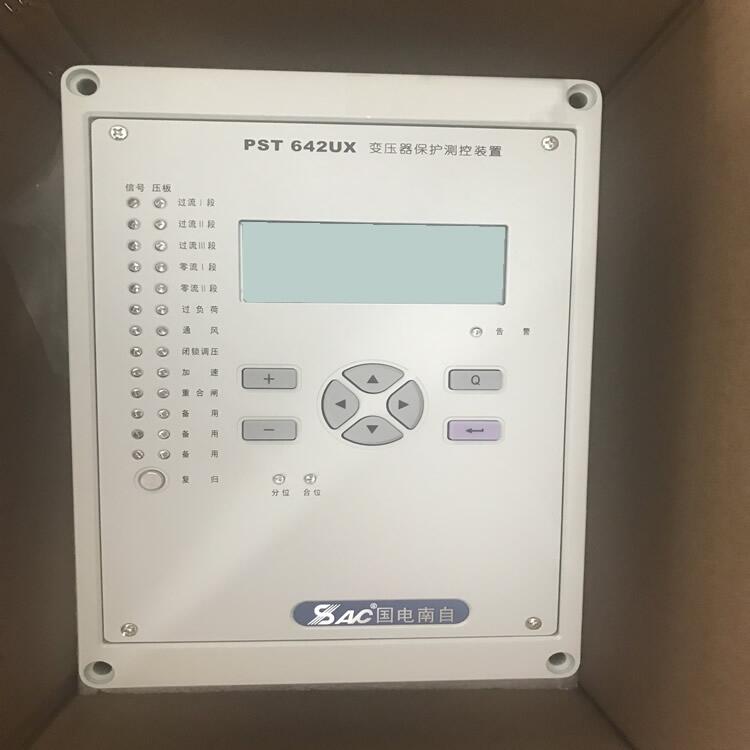 PST 642UX 变压器保护测控装置
信号 压板
过流Ⅰ段
过流Ⅱ段
过流Ⅲ段
零流Ⅰ段
零流Ⅱ段
过负荷
通风
闭锁调压
加速
重合闸
备用
备用
备用
复归
告警
+
Q
−
分位 合位
SAC® 国电南自